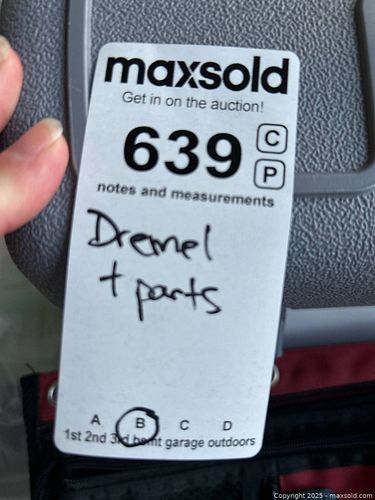 maxsold
Get in on the auction!
639 C
P
notes and measurements
Dremel
+ parts
A B C D
1st 2nd 3rd bsmt garage outdoors
Copyright 2025 - maxsold.com